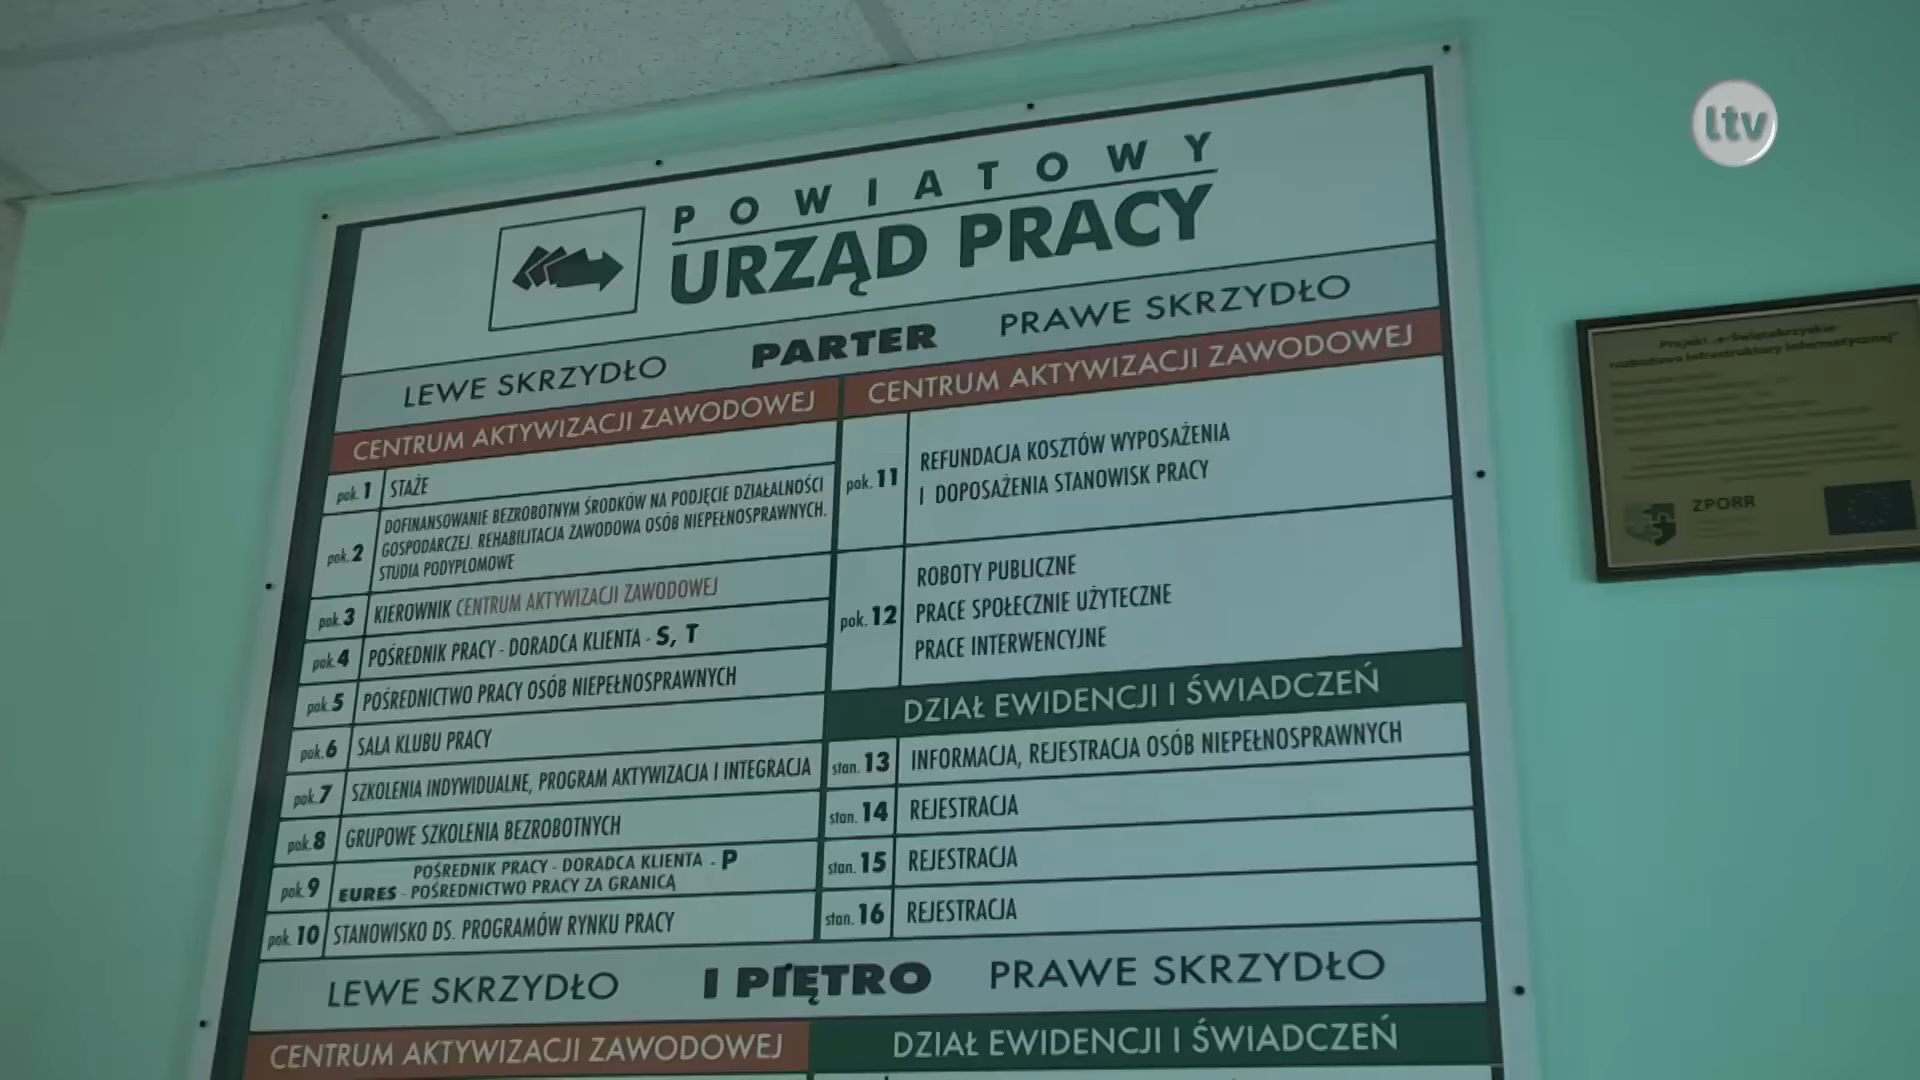 ltv
POWIATOWY
URZĄD PRACY
LEWE SKRZYDŁO PARTER PRAWE SKRZYDŁO
CENTRUM AKTYWIZACJI ZAWODOWEJ
pok. 1 STAŻE
pok. 2 DOFINANSOWANIE BEZROBOTNYM ŚRODKÓW NA PODJĘCIE DZIAŁALNOŚCI
GOSPODARCZEJ. REHABILITACJA ZAWODOWA OSÓB NIEPEŁNOSPRAWNYCH.
STUDIA PODYPLOMOWE
pok. 3 KIEROWNIK CENTRUM AKTYWIZACJI ZAWODOWEJ
pok. 4 POŚREDNIK PRACY - DORADCA KLIENTA - S, T
pok. 5 POŚREDNICTWO PRACY OSÓB NIEPEŁNOSPRAWNYCH
pok. 6 SALA KLUBU PRACY
pok. 7 SZKOLENIA INDYWIDUALNE, PROGRAM AKTYWIZACJA I INTEGRACJA
pok. 8 GRUPOWE SZKOLENIA BEZROBOTNYCH
pok. 9 POŚREDNIK PRACY - DORADCA KLIENTA - P
EURES - POŚREDNICTWO PRACY ZA GRANICĄ
pok. 10 STANOWISKO DS. PROGRAMÓW RYNKU PRACY
CENTRUM AKTYWIZACJI ZAWODOWEJ
pok. 11 REFUNDACJA KOSZTÓW WYPOSAŻENIA
I DOPOSAŻENIA STANOWISK PRACY
pok. 12 ROBOTY PUBLICZNE
PRACE SPOŁECZNIE UŻYTECZNE
PRACE INTERWENCYJNE
DZIAŁ EWIDENCJI I ŚWIADCZEŃ
stan. 13 INFORMACJA, REJESTRACJA OSÓB NIEPEŁNOSPRAWNYCH
stan. 14 REJESTRACJA
stan. 15 REJESTRACJA
stan. 16 REJESTRACJA
LEWE SKRZYDŁO I PIĘTRO PRAWE SKRZYDŁO
CENTRUM AKTYWIZACJI ZAWODOWEJ
DZIAŁ EWIDENCJI I ŚWIADCZEŃ
Projekt „e-Świętokrzyskie
rozbudowa infrastruktury informatycznej"
ZPORR